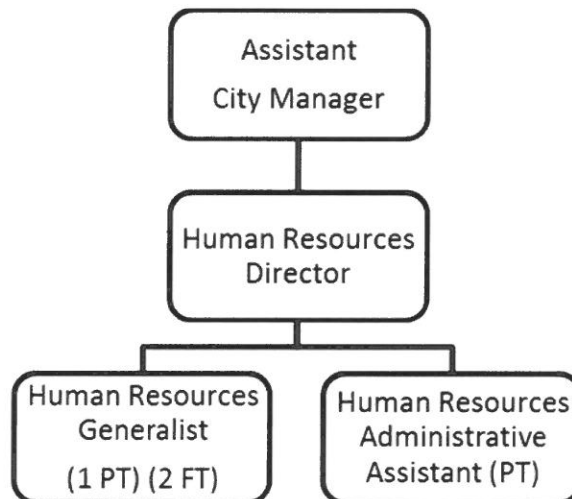 Assistant
City Manager
Human Resources
Director
Human Resources
Generalist
(1 PT) (2 FT)
Human Resources
Administrative
Assistant (PT)